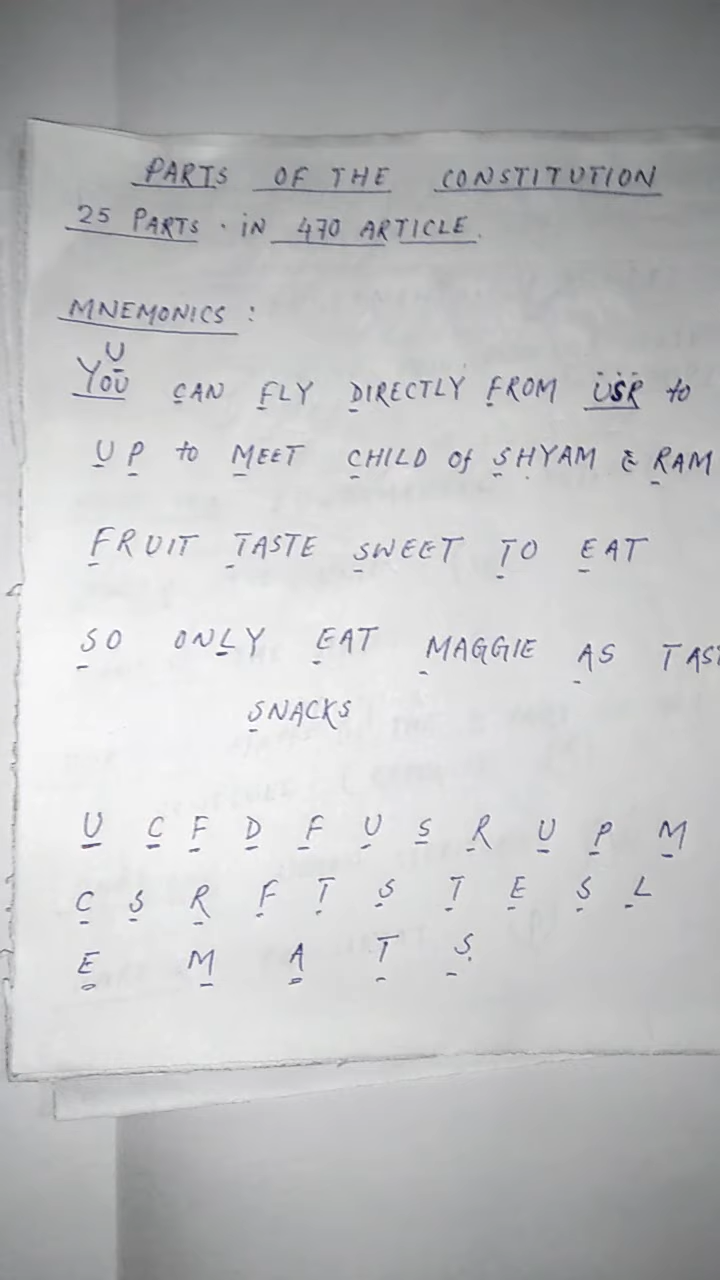 PARTS OF THE CONSTITUTION
25 PARTS . IN 470 ARTICLE.
MNEMONICS :
U
YOU CAN FLY DIRECTLY FROM USR to
UP to MEET CHILD of SHYAM & RAM
FRUIT TASTE SWEET TO EAT
SO ONLY EAT MAGGIE AS TAST
SNACKS
U C F D F U S R U P M
C S R F T S T E S L
E M A T S.